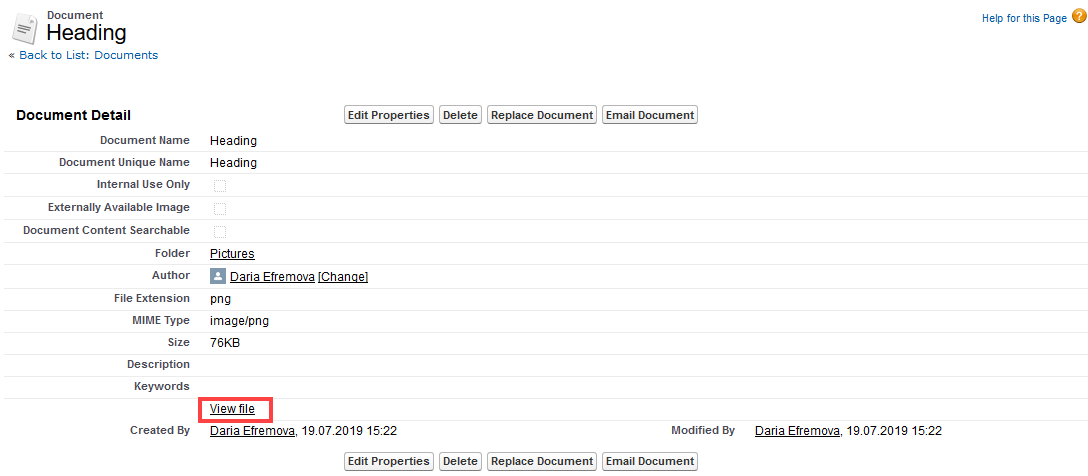 Document
Heading
Help for this Page
« Back to List: Documents
Document Detail Edit Properties Delete Replace Document Email Document
Document Name Heading
Document Unique Name Heading
Internal Use Only
Externally Available Image
Document Content Searchable
Folder Pictures
Author Daria Efremova [Change]
File Extension png
MIME Type image/png
Size 76KB
Description
Keywords
View file
Created By Daria Efremova, 19.07.2019 15:22 Modified By Daria Efremova, 19.07.2019 15:22
Edit Properties Delete Replace Document Email Document